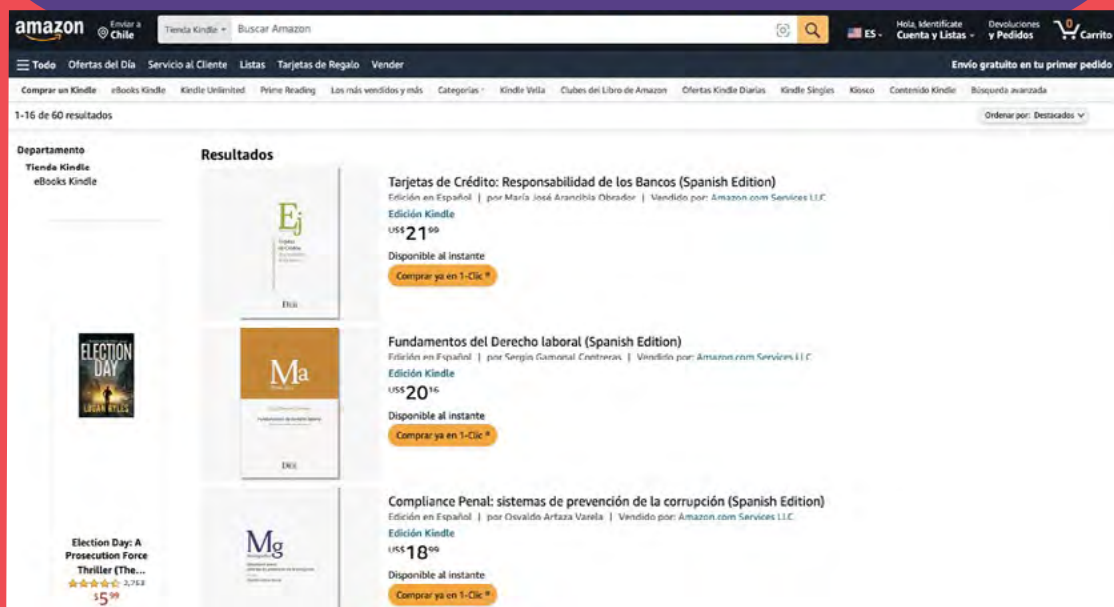 amazon
Enviar a
Chile
Tienda Kindle
Buscar Amazon
ES
Hola, Identifícate
Cuenta y Listas
Devoluciones
y Pedidos
0
Carrito
Todo Ofertas del Día Servicio al Cliente Listas Tarjetas de Regalo Vender
Envío gratuito en tu primer pedido
Comprar un Kindle eBooks Kindle Kindle Unlimited Prime Reading Los más vendidos y más Categorías Kindle Vella Clubes del Libro de Amazon Ofertas Kindle Diarias Kindle Singles Kiosco Contenido Kindle Búsqueda avanzada
1-16 de 60 resultados
Ordenar por: Destacados
Departamento
Tienda Kindle
eBooks Kindle
Resultados
Ej
Tarjetas de Crédito: Responsabilidad de los Bancos (Spanish Edition)
Edición en Español | por María José Arancibia Obrador | Vendido por: Amazon.com Services LLC
Edición Kindle
US$21.99
Disponible al instante
Comprar ya en 1-Clic ®
ELECTION
DAY
LOGAN RYLES
Ma
Fundamentos del Derecho laboral (Spanish Edition)
Edición en Español | por Sergio Gamonal Contreras | Vendido por: Amazon.com Services LLC
Edición Kindle
US$20.16
Disponible al instante
Comprar ya en 1-Clic ®
Mg
Compliance Penal: sistemas de prevención de la corrupción (Spanish Edition)
Edición en Español | por Osvaldo Artaza Varela | Vendido por: Amazon.com Services LLC
Edición Kindle
US$18.99
Disponible al instante
Comprar ya en 1-Clic ®
Election Day: A
Prosecution Force
Thriller (The...
2,753
$5.99